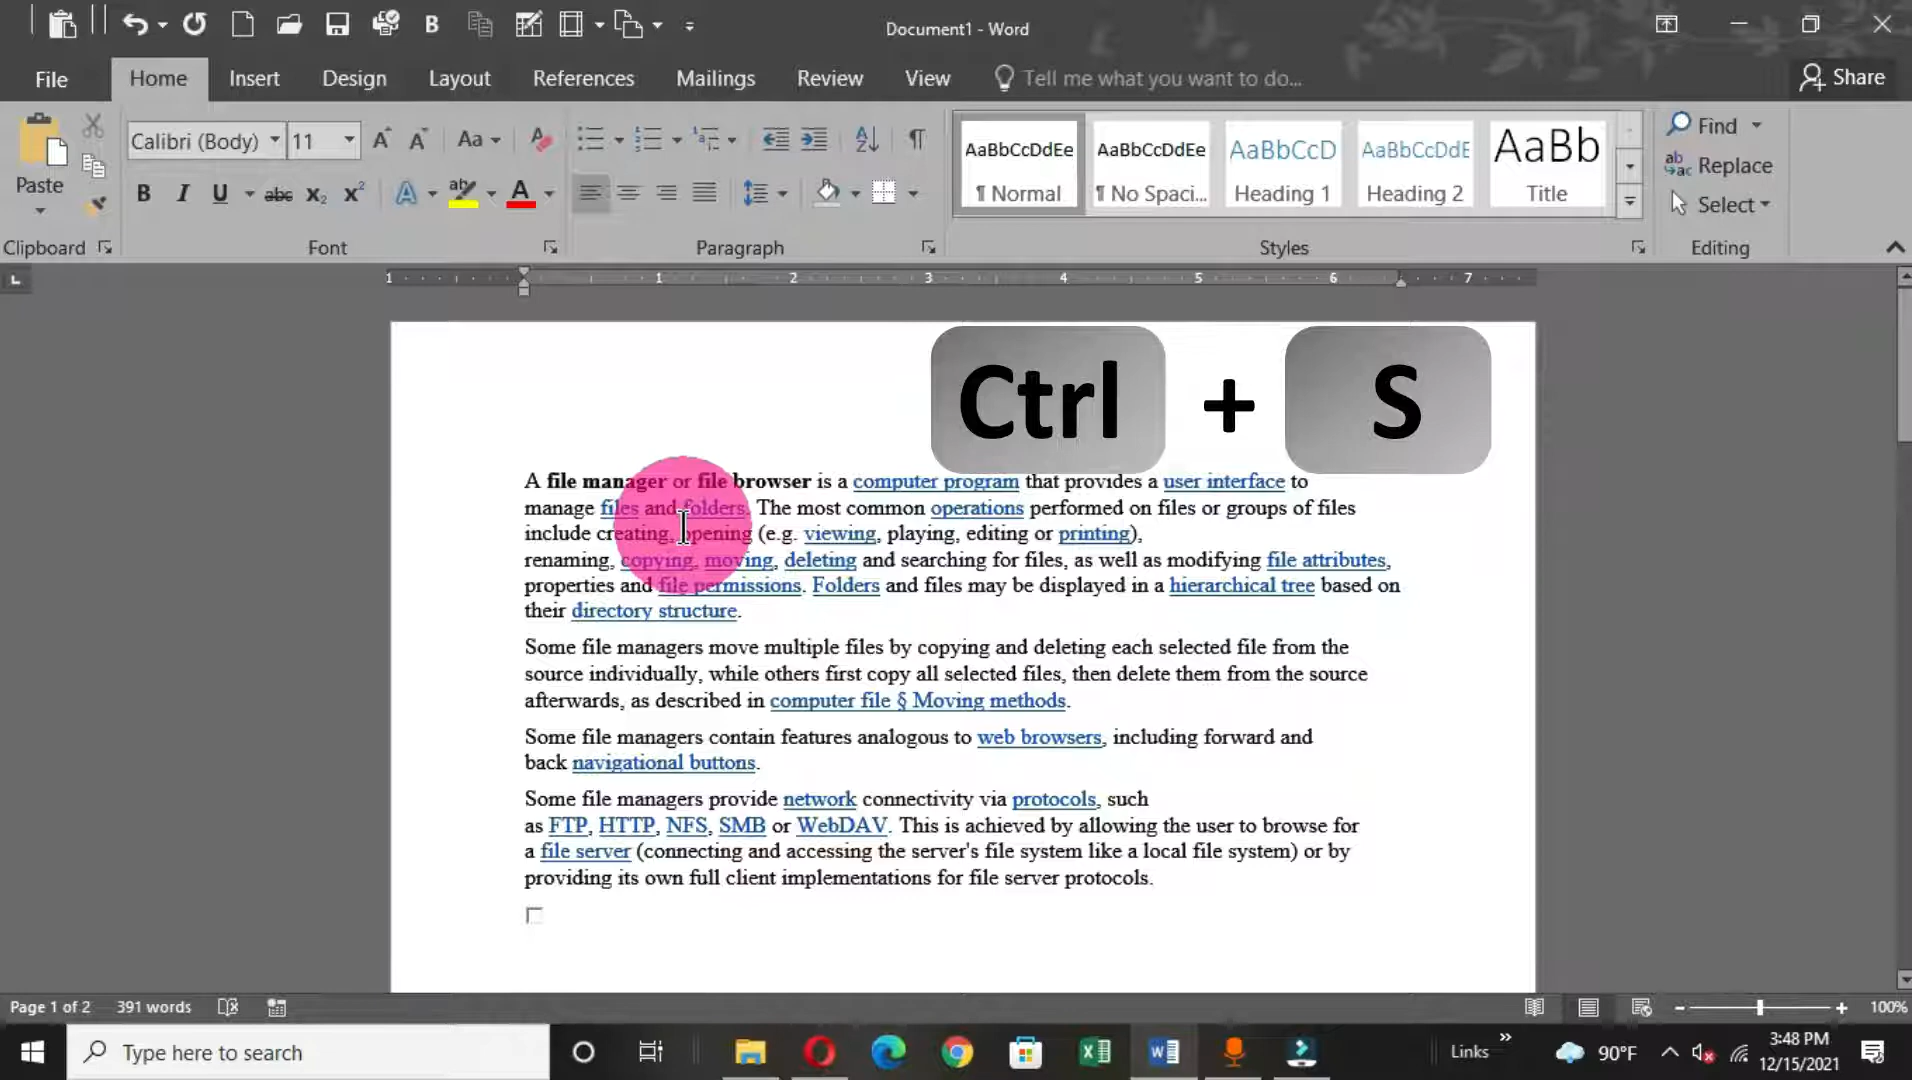 Document1 - Word
File Home Insert Design Layout References Mailings Review View Tell me what you want to do... Share
Paste
Calibri (Body) 11
AaBbCcDdEe AaBbCcDdEe AaBbCcD AaBbCcDdE AaBb
¶ Normal ¶ No Spaci... Heading 1 Heading 2 Title
Find
Replace
Select
Clipboard Font Paragraph Styles Editing
1 1 2 3 4 5 6 7
Ctrl + S
A file manager or file browser is a computer program that provides a user interface to
manage files and folders. The most common operations performed on files or groups of files
include creating, opening (e.g. viewing, playing, editing or printing),
renaming, copying, moving, deleting and searching for files, as well as modifying file attributes,
properties and file permissions. Folders and files may be displayed in a hierarchical tree based on
their directory structure.
Some file managers move multiple files by copying and deleting each selected file from the
source individually, while others first copy all selected files, then delete them from the source
afterwards, as described in computer file § Moving methods.
Some file managers contain features analogous to web browsers, including forward and
back navigational buttons.
Some file managers provide network connectivity via protocols, such
as FTP, HTTP, NFS, SMB or WebDAV. This is achieved by allowing the user to browse for
a file server (connecting and accessing the server's file system like a local file system) or by
providing its own full client implementations for file server protocols.
Page 1 of 2 391 words 100%
Type here to search Links 90°F 3:48 PM
12/15/2021